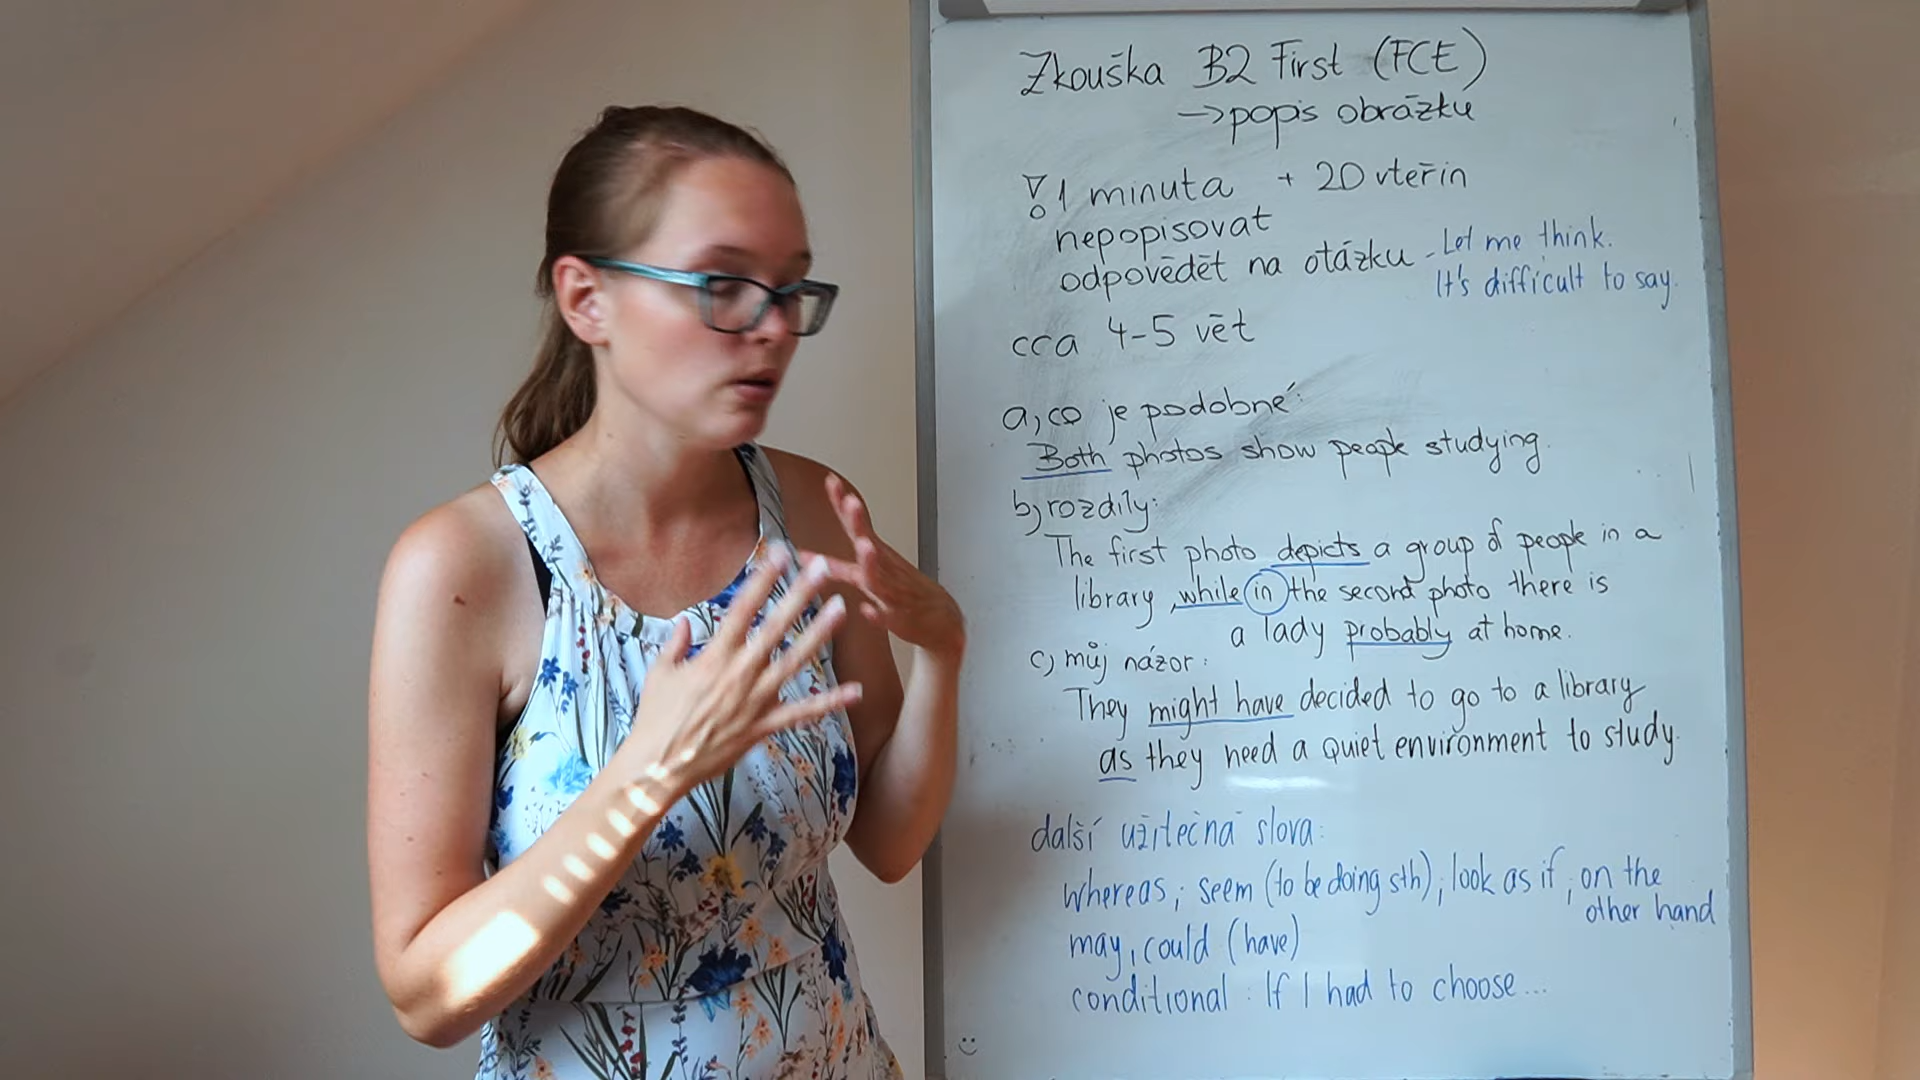 Zkouška B2 First (FCE)
→ popis obrázku
! 1 minuta + 20 vteřin
nepopisovat
odpovědět na otázku - Let me think.
It's difficult to say.
cca 4-5 vět
a, co je podobné:
Both photos show people studying.
b, rozdíly:
The first photo depicts a group of people in a
library, while in the second photo there is
a lady probably at home.
c, můj názor:
They might have decided to go to a library
as they need a quiet environment to study.
další užitečná slova:
whereas; seem (to be doing sth); look as if; on the
other hand
may, could (have)
conditional: If I had to choose...